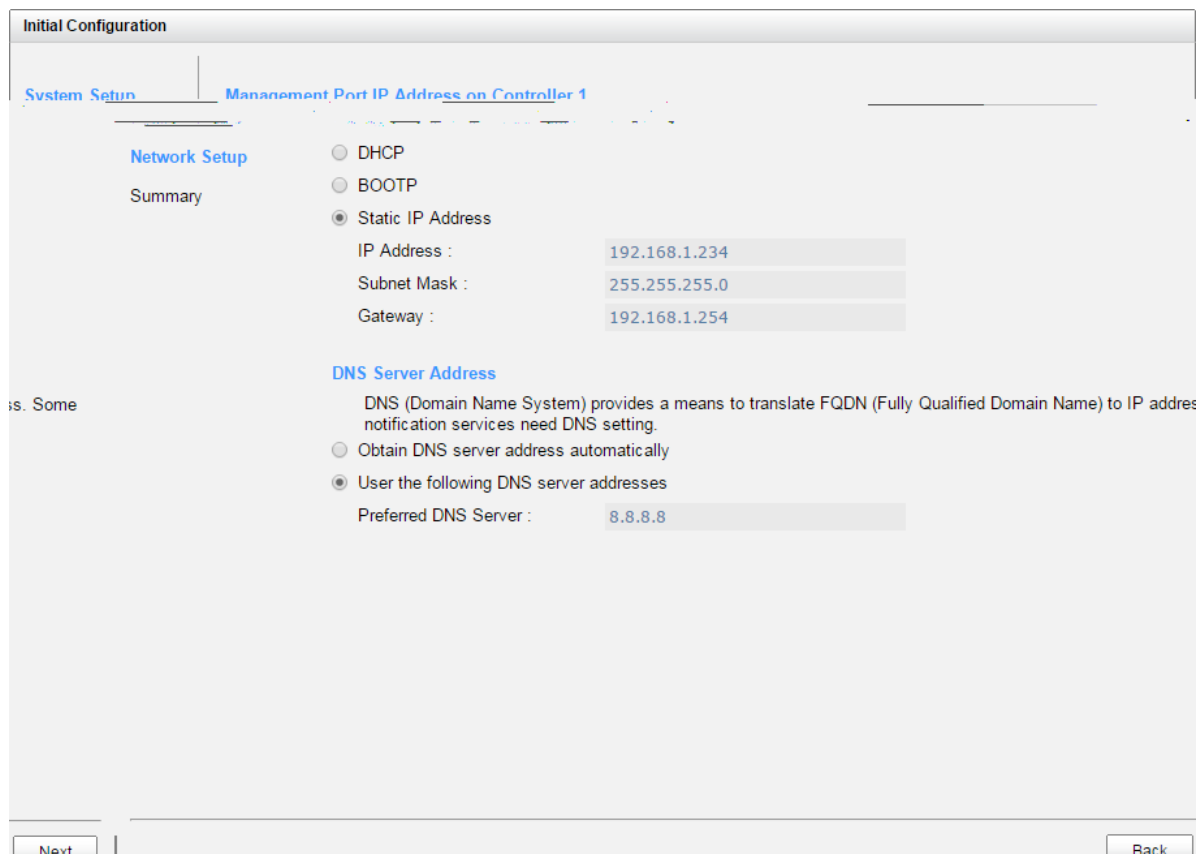 Initial Configuration
System Setup
Management Port IP Address on Controller 1
Network Setup
Summary
DHCP
BOOTP
Static IP Address
IP Address :
192.168.1.234
Subnet Mask :
255.255.255.0
Gateway :
192.168.1.254
DNS Server Address
DNS (Domain Name System) provides a means to translate FQDN (Fully Qualified Domain Name) to IP addres
ss. Some
notification services need DNS setting.
Obtain DNS server address automatically
User the following DNS server addresses
Preferred DNS Server :
8.8.8.8
Next
Back